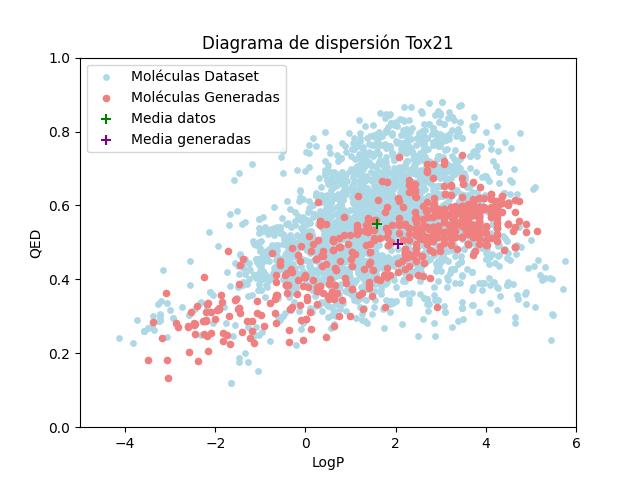 Diagrama de dispersión Tox21
Moléculas Dataset
Moléculas Generadas
Media datos
Media generadas
1.0
0.8
0.6
0.4
0.2
0.0
QED
−4
−2
0
2
4
6
LogP